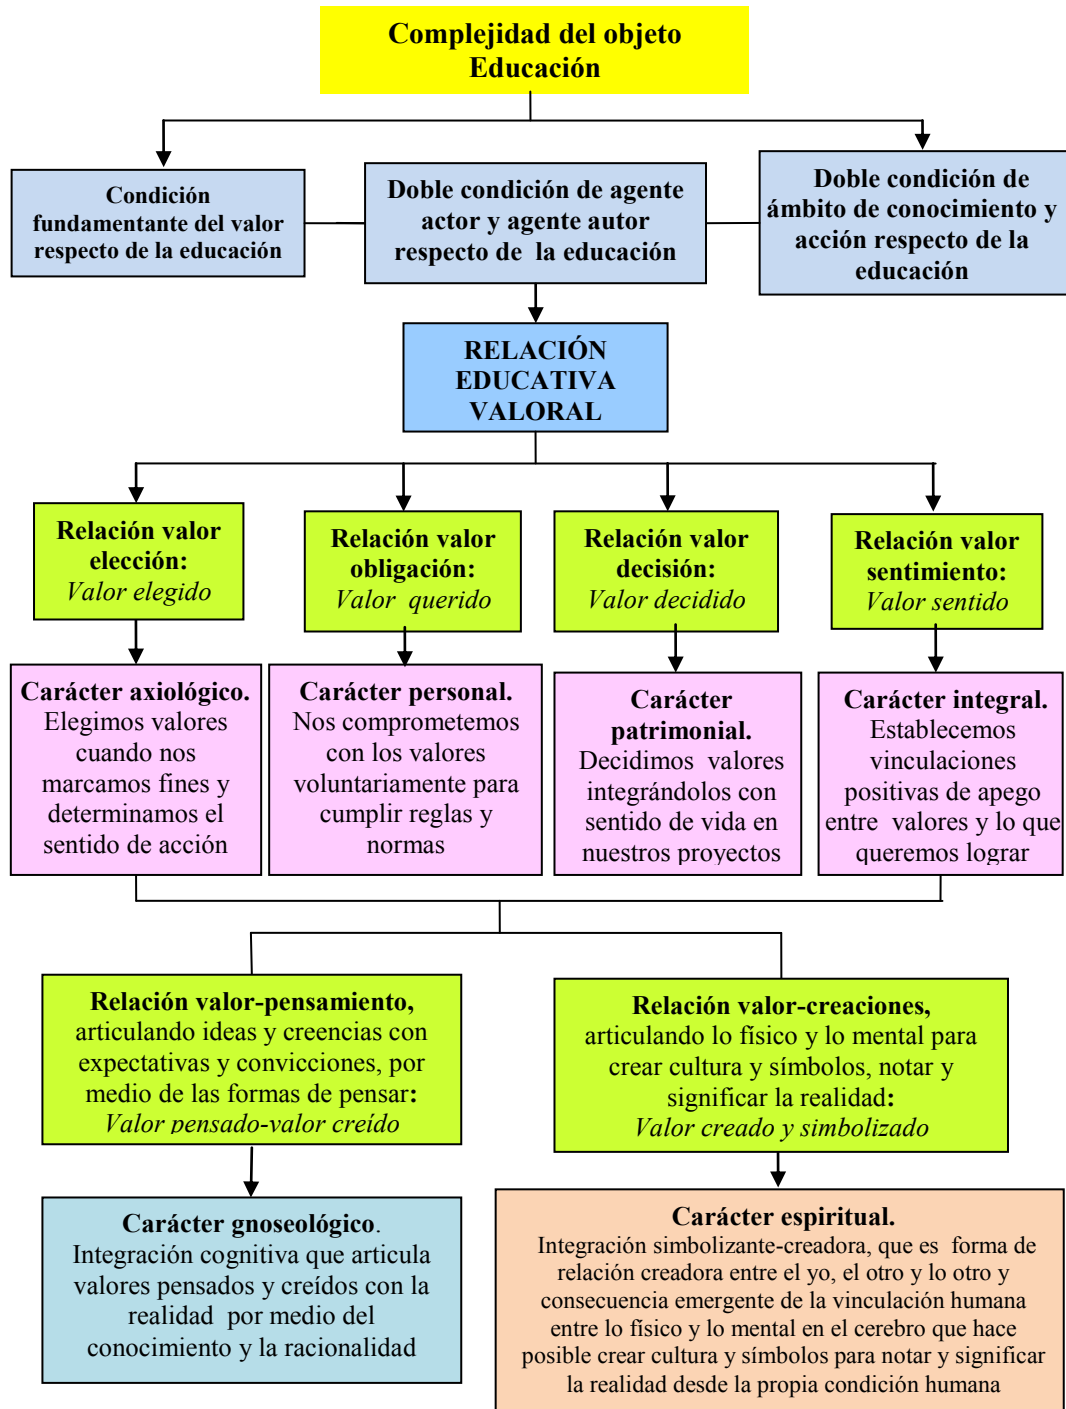 Complejidad del objeto
Educación
Condición
fundamentante del valor
respecto de la educación
Doble condición de agente
actor y agente autor
respecto de la educación
Doble condición de
ámbito de conocimiento y
acción respecto de la
educación
RELACIÓN
EDUCATIVA
VALORAL
Relación valor
elección:
Valor elegido
Relación valor
obligación:
Valor querido
Relación valor
decisión:
Valor decidido
Relación valor
sentimiento:
Valor sentido
Carácter axiológico.
Elegimos valores
cuando nos
marcamos fines y
determinamos el
sentido de acción
Carácter personal.
Nos comprometemos
con los valores
voluntariamente para
cumplir reglas y
normas
Carácter
patrimonial.
Decidimos valores
integrándolos con
sentido de vida en
nuestros proyectos
Carácter integral.
Establecemos
vinculaciones
positivas de apego
entre valores y lo que
queremos lograr
Relación valor-pensamiento,
articulando ideas y creencias con
expectativas y convicciones, por
medio de las formas de pensar:
Valor pensado-valor creído
Relación valor-creaciones,
articulando lo físico y lo mental para
crear cultura y símbolos, notar y
significar la realidad:
Valor creado y simbolizado
Carácter gnoseológico.
Integración cognitiva que articula
valores pensados y creídos con la
realidad por medio del
conocimiento y la racionalidad
Carácter espiritual.
Integración simbolizante-creadora, que es forma de
relación creadora entre el yo, el otro y lo otro y
consecuencia emergente de la vinculación humana
entre lo físico y lo mental en el cerebro que hace
posible crear cultura y símbolos para notar y significar
la realidad desde la propia condición humana